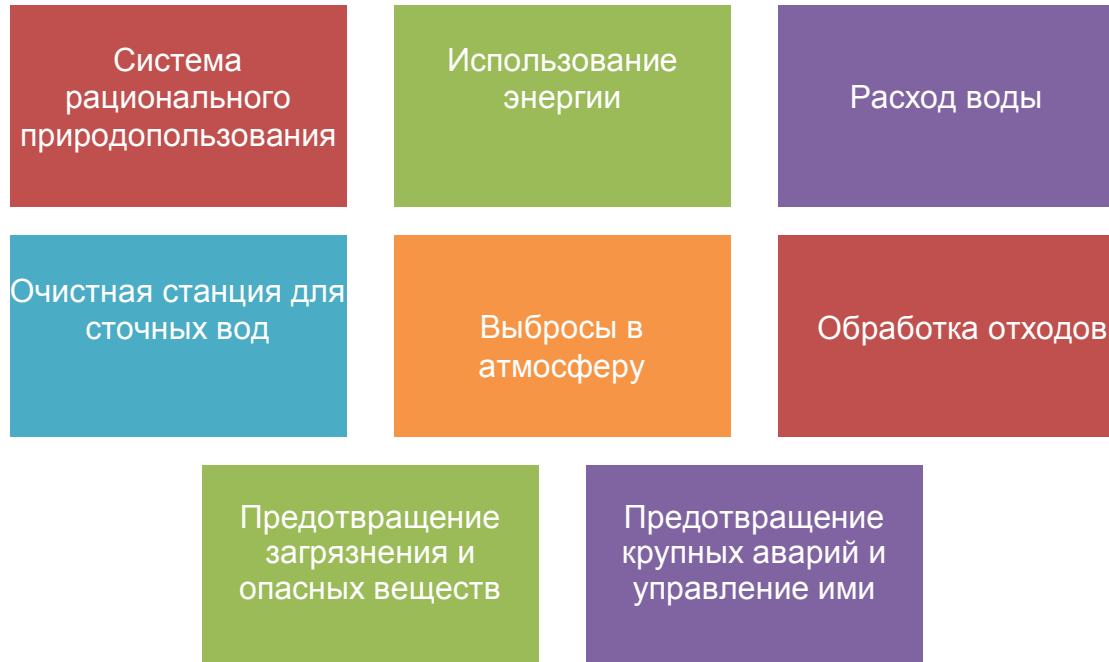 Система
рационального
природопользования
Использование
энергии
Расход воды
Очистная станция для
сточных вод
Выбросы в
атмосферу
Обработка отходов
Предотвращение
загрязнения и
опасных веществ
Предотвращение
крупных аварий и
управление ими